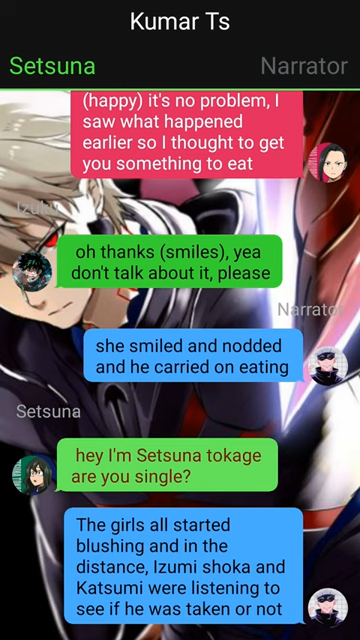 Kumar Ts
Setsuna
Narrator
(happy) it's no problem, I
saw what happened
earlier so I thought to get
you something to eat
Izuku
oh thanks (smiles), yea
don't talk about it, please
Narrator
she smiled and nodded
and he carried on eating
Setsuna
hey I'm Setsuna tokage
are you single?
The girls all started
blushing and in the
distance, Izumi shoka and
Katsumi were listening to
see if he was taken or not